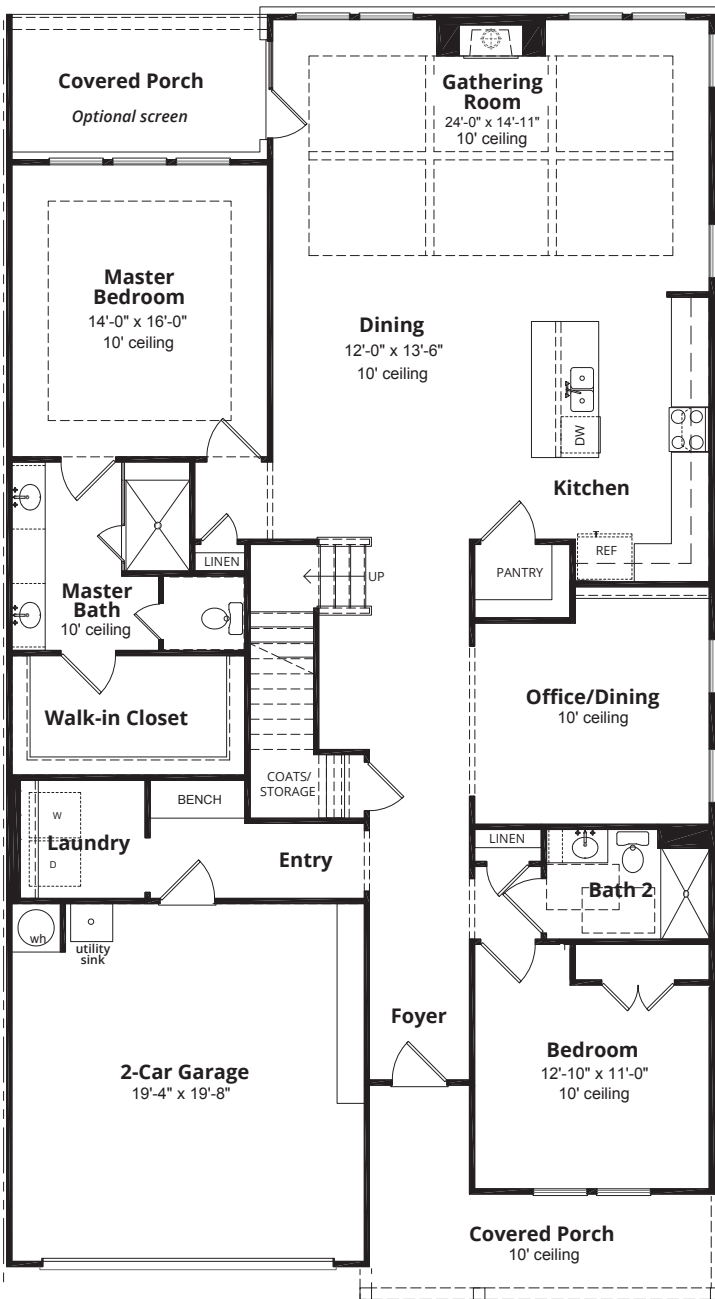 Covered Porch
Optional screen
Gathering
Room
24'-0" x 14'-11"
10' ceiling
Master
Bedroom
14'-0" x 16'-0"
10' ceiling
Dining
12'-0" x 13'-6"
10' ceiling
DW
Kitchen
REF
PANTRY
LINEN
UP
Master
Bath
10' ceiling
Walk-in Closet
Office/Dining
10' ceiling
COATS/
STORAGE
BENCH
W
Laundry
D
Entry
LINEN
Bath 2
wh
utility
sink
Foyer
2-Car Garage
19'-4" x 19'-8"
Bedroom
12'-10" x 11'-0"
10' ceiling
Covered Porch
10' ceiling